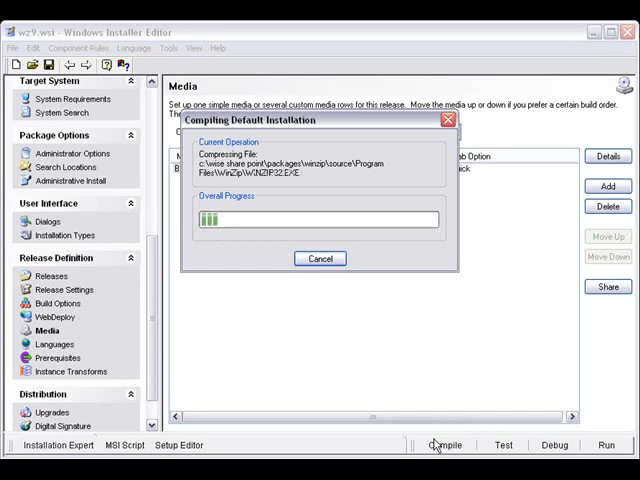 wz9.wsi - Windows Installer Editor
File Edit Component Rules Language Tools View Help
Target System
System Requirements
System Search
Package Options
Administrator Options
Search Locations
Administrative Install
User Interface
Dialogs
Installation Types
Release Definition
Releases
Release Settings
Build Options
WebDeploy
Media
Languages
Prerequisites
Instance Transforms
Distribution
Upgrades
Digital Signature
Media
Set up one simple media or several custom media rows for this release. Move the media up or down if you prefer a certain build order.
Compiling Default Installation
Current Operation
Compressing File:
c:\wise share point\packages\winzip\source\Program
Files\WinZip\WINZIP32.EXE
Overall Progress
Cancel
Option
Details
Add
Delete
Move Up
Move Down
Share
Installation Expert MSI Script Setup Editor
Compile Test Debug Run